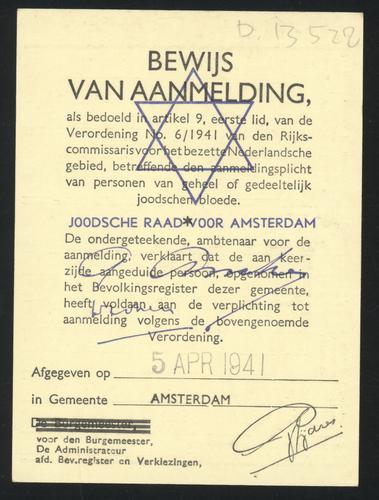 D. 13522
BEWIJS
VAN AANMELDING,
als bedoeld in artikel 9, eerste lid, van de
Verordening No. 6/1941 van den Rijks-
commissaris voor het bezette Nederlandsche
gebied, betreffende den aanmeldingsplicht
van personen van geheel of gedeeltelijk
joodschen bloede.
JOODSCHE RAAD VOOR AMSTERDAM
De ondergeteekende, ambtenaar voor de
aanmelding, verklaart dat de aan keer-
zijde aangeduide persoon, opgenomen in
het Bevolkingsregister dezer gemeente,
heeft voldaan aan de verplichting tot
aanmelding volgens de bovengenoemde
Verordening.
Afgegeven op 5 APR 1941
in Gemeente AMSTERDAM
De Burgemeester,
voor den Burgemeester,
De Administrateur
afd. Bev.register en Verkiezingen,